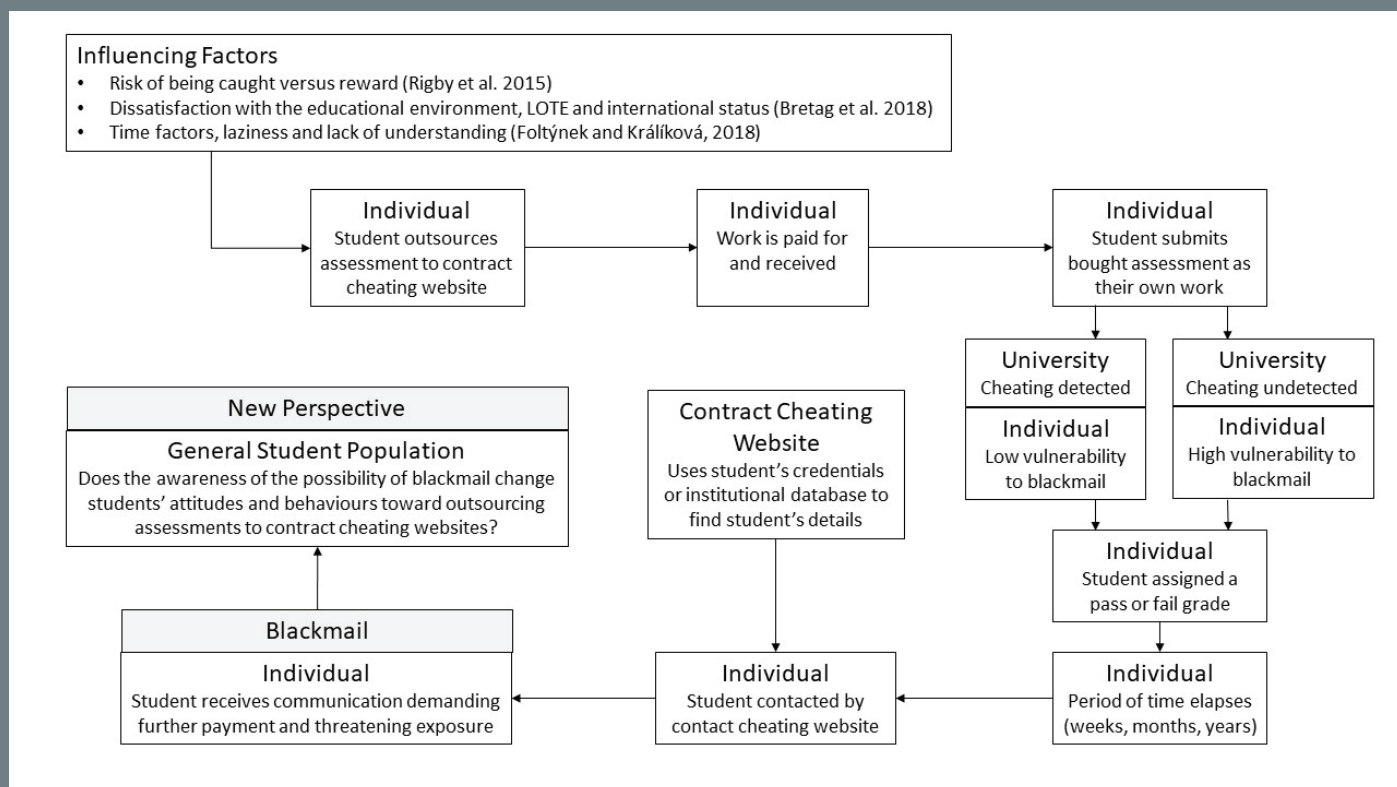 Influencing Factors
• Risk of being caught versus reward (Rigby et al. 2015)
• Dissatisfaction with the educational environment, LOTE and international status (Bretag et al. 2018)
• Time factors, laziness and lack of understanding (Foltýnek and Králíková, 2018)
Individual
Student outsources
assessment to contract
cheating website
Individual
Work is paid for
and received
Individual
Student submits
bought assessment as
their own work
University
Cheating detected
Individual
Low vulnerability
to blackmail
University
Cheating undetected
Individual
High vulnerability to
blackmail
Individual
Student assigned a
pass or fail grade
Individual
Period of time elapses
(weeks, months, years)
Contract Cheating
Website
Uses student’s credentials
or institutional database to
find student’s details
Individual
Student contacted by
contact cheating website
Blackmail
Individual
Student receives communication demanding
further payment and threatening exposure
New Perspective
General Student Population
Does the awareness of the possibility of blackmail change
students’ attitudes and behaviours toward outsourcing
assessments to contract cheating websites?